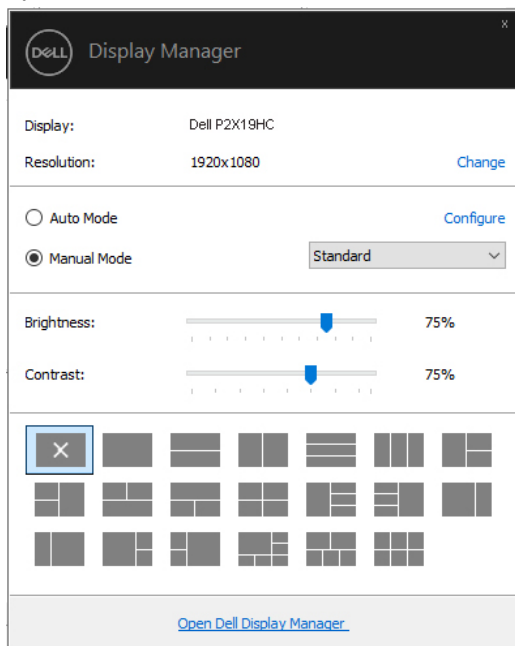 x
DELL Display Manager
Display: Dell P2X19HC
Resolution: 1920x1080 Change
Auto Mode Configure
Manual Mode Standard
Brightness: 75%
Contrast: 75%
Open Dell Display Manager